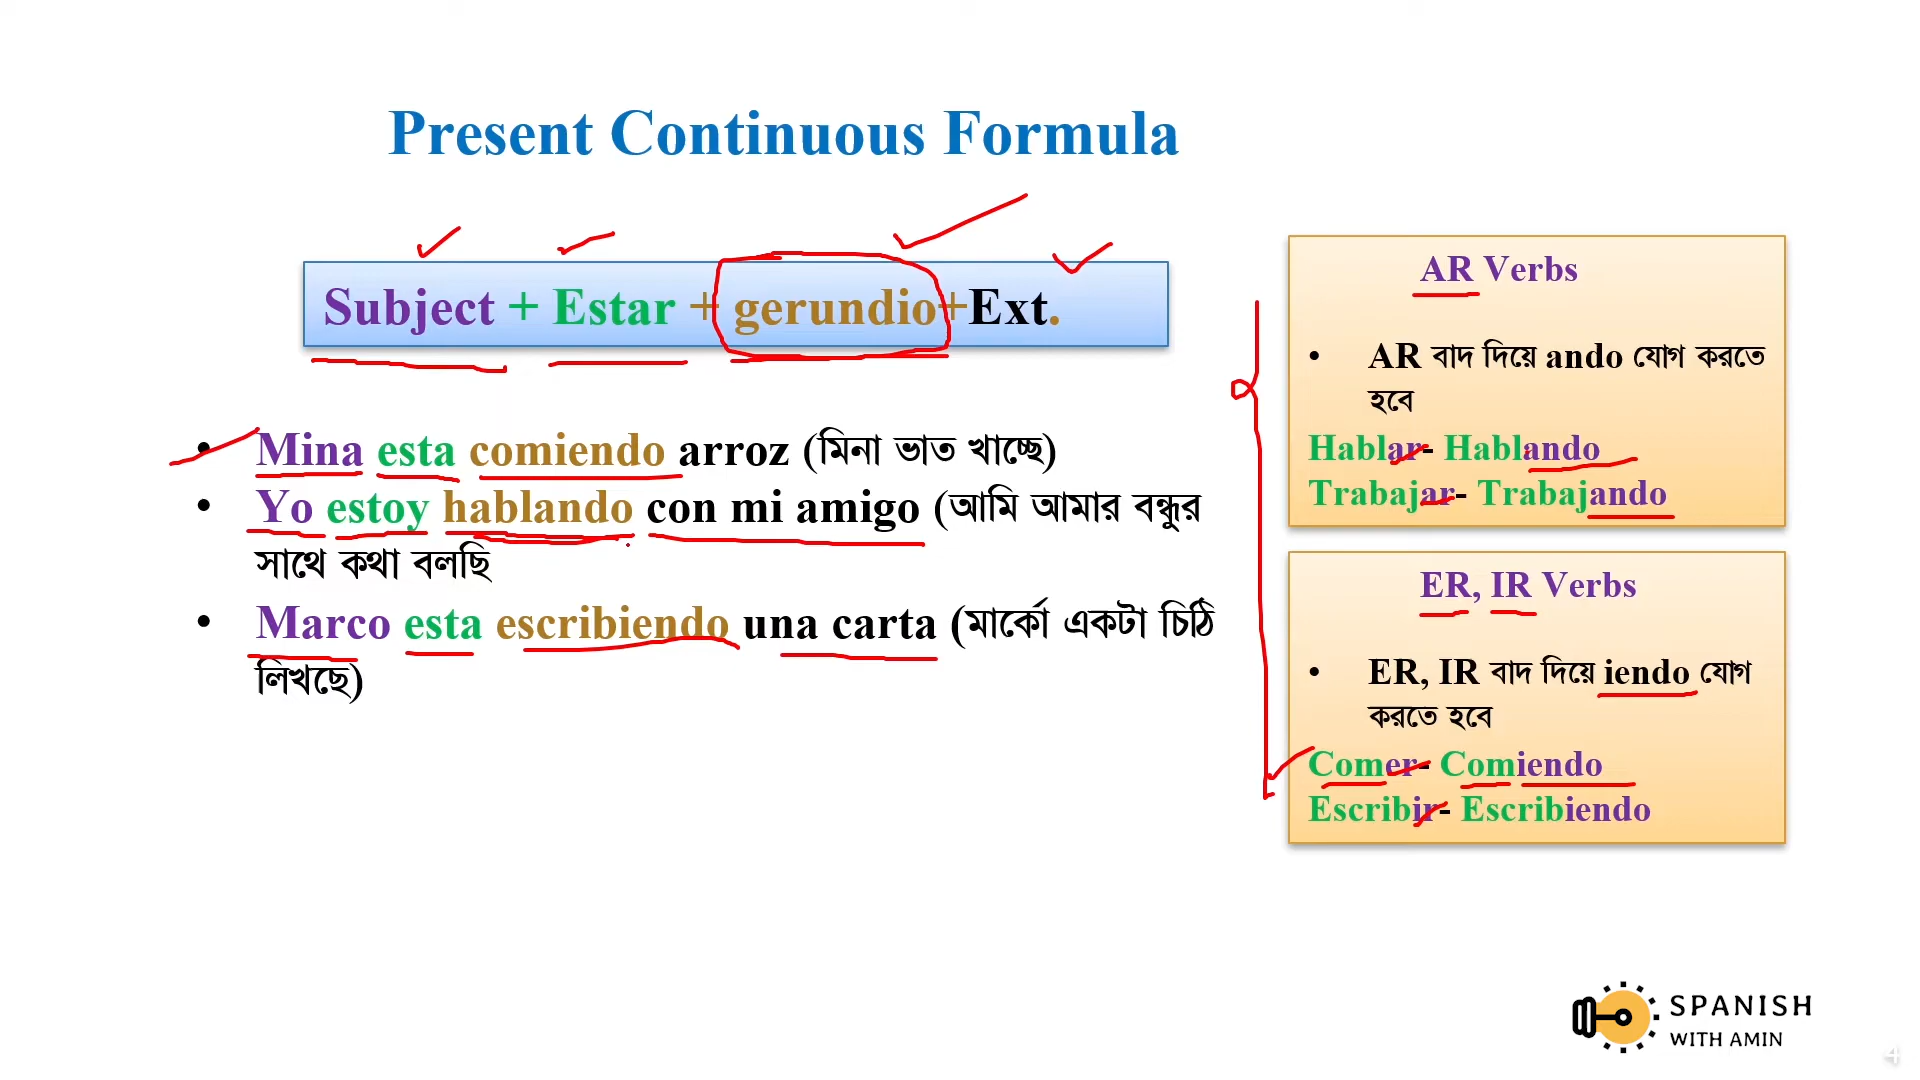 Present Continuous Formula
Subject + Estar + gerundio+Ext.
• Mina esta comiendo arroz (মিনা ভাত খাচ্ছে)
• Yo estoy hablando con mi amigo (আমি আমার বন্ধুর
সাথে কথা বলছি
• Marco esta escribiendo una carta (মার্কো একটা চিঠি
লিখছে)
AR Verbs
• AR বাদ দিয়ে ando যোগ করতে
হবে
Hablar- Hablando
Trabajar- Trabajando
ER, IR Verbs
• ER, IR বাদ দিয়ে iendo যোগ
করতে হবে
Comer- Comiendo
Escribir- Escribiendo
SPANISH
WITH AMIN
4